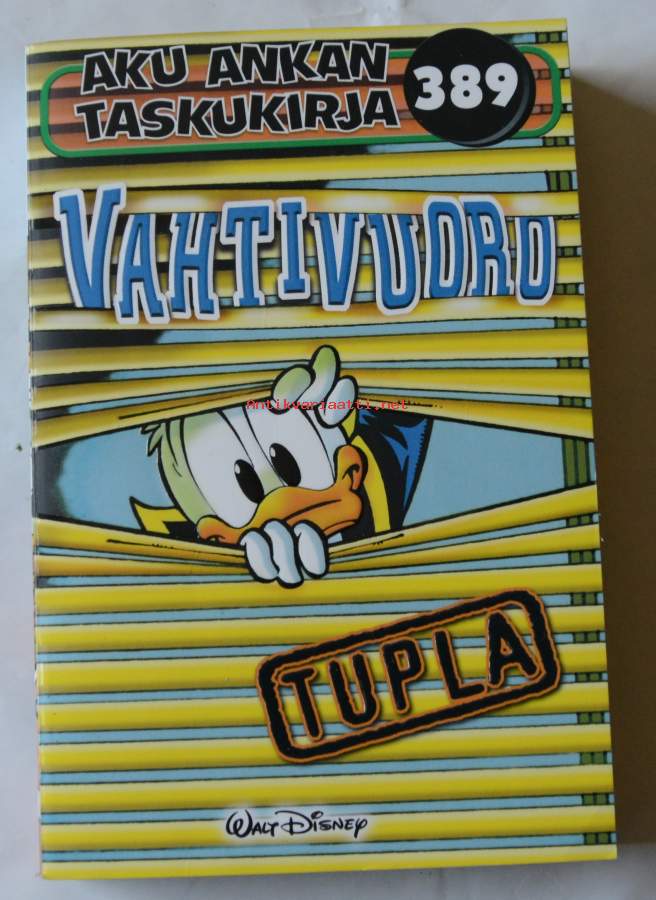 AKU ANKAN
TASKUKIRJA
389
VAHTIVUORO
Antikvariaatti.net
TUPLA
WALT DISNEY